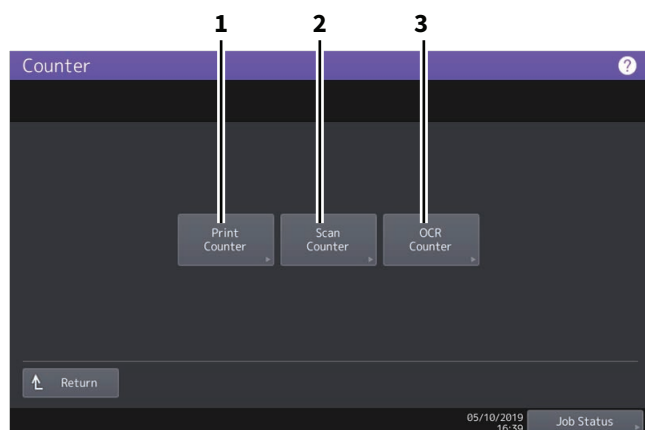 1 2 3
Counter ?
Print Scan OCR
Counter Counter Counter
Return
05/10/2019
16:39 Job Status